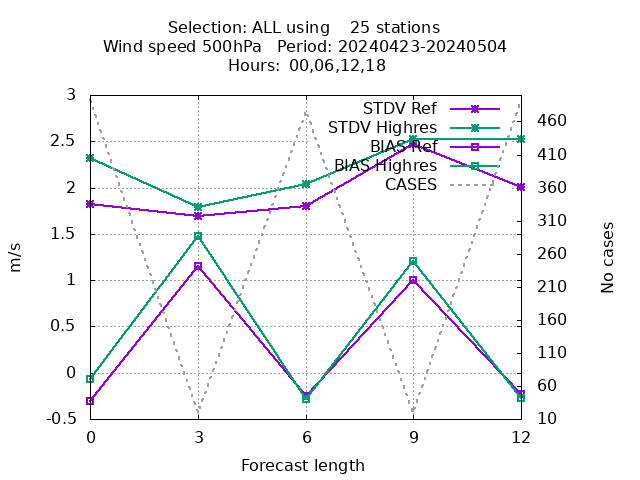 Selection: ALL using 25 stations
Wind speed 500hPa Period: 20240423-20240504
Hours: 00,06,12,18
STDV Ref
STDV Highres
BIAS Ref
BIAS Highres
CASES
3
2.5
2
1.5
1
0.5
0
-0.5
m/s
460
410
360
310
260
210
160
110
60
10
No cases
0 3 6 9 12
Forecast length